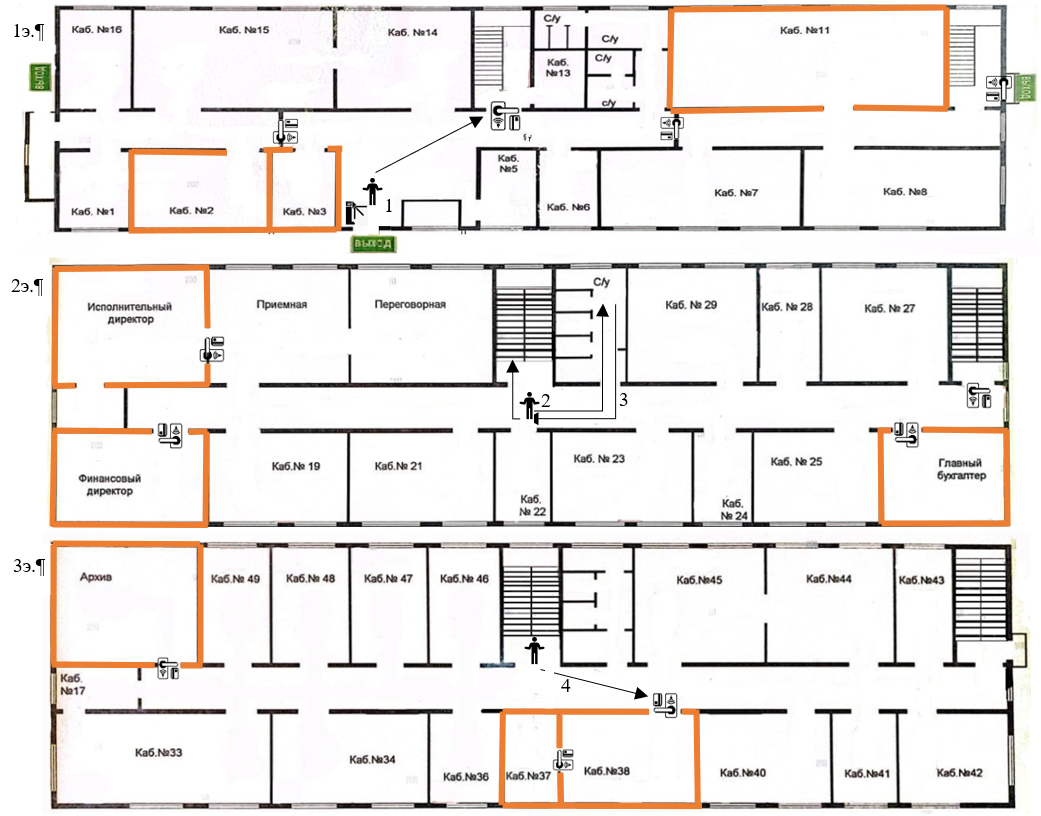 1э.¶
Каб. №16
Каб. №15
Каб. №14
С/у
С/у
С/у
с/у
Каб.
№13
Каб. №11
ВЫХОД
ВЫХОД
Каб. №1
Каб. №2
Каб. №3
1
Каб.
№5
Каб. №6
Каб. №7
Каб. №8
ВЫХОД
2э.¶
Исполнительный
директор
Приемная
Переговорная
С/у
Каб. № 29
Каб. № 28
Каб. № 27
2
3
Финансовый
директор
Каб.№ 19
Каб.№ 21
Каб.
№ 22
Каб. № 23
Каб.
№ 24
Каб. № 25
Главный
бухгалтер
3э.¶
Архив
Каб.№ 49
Каб.№ 48
Каб.№ 47
Каб.№ 46
Каб.№45
Каб.№44
Каб.№43
Каб.
№17
4
Каб.№33
Каб.№34
Каб.№36
Каб.№37
Каб.№38
Каб.№40
Каб.№41
Каб.№42